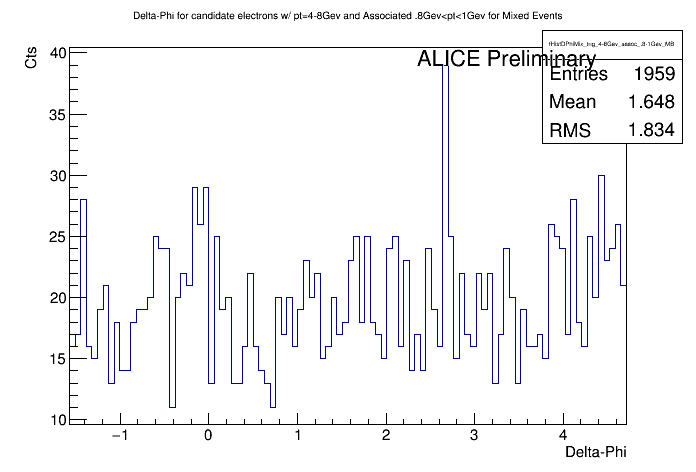 Delta-Phi for candidate electrons w/ pt=4-8Gev and Associated .8Gev<pt<1Gev for Mixed Events
Cts
ALICE Preliminary
fHistDPhiMix_trig_4-8Gev_assoc_.8-1Gev_MB
Entries 1959
Mean 1.648
RMS 1.834
40
35
30
25
20
15
10
−1 0 1 2 3 4
Delta-Phi